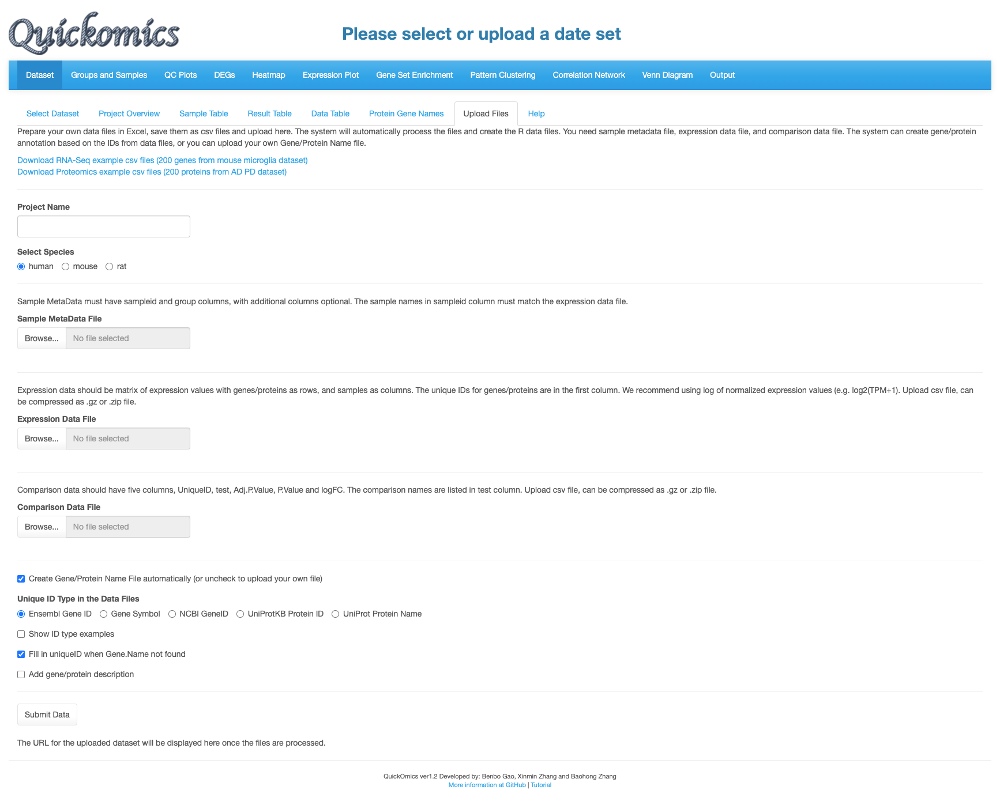 Quickomics
Please select or upload a date set
Dataset Groups and Samples QC Plots DEGs Heatmap Expression Plot Gene Set Enrichment Pattern Clustering Correlation Network Venn Diagram Output
Select Dataset Project Overview Sample Table Result Table Data Table Protein Gene Names Upload Files Help
Prepare your own data files in Excel, save them as csv files and upload here. The system will automatically process the files and create the R data files. You need sample metadata file, expression data file, and comparison data file. The system can create gene/protein
annotation based on the IDs from data files, or you can upload your own Gene/Protein Name file.
Download RNA-Seq example csv files (200 genes from mouse microglia dataset)
Download Proteomics example csv files (200 proteins from AD PD dataset)
Project Name
Select Species
human mouse rat
Sample MetaData must have sampleid and group columns, with additional columns optional. The sample names in sampleid column must match the expression data file.
Sample MetaData File
Browse... No file selected
Expression data should be matrix of expression values with genes/proteins as rows, and samples as columns. The unique IDs for genes/proteins are in the first column. We recommend using log of normalized expression values (e.g. log2(TPM+1). Upload csv file, can
be compressed as .gz or .zip file.
Expression Data File
Browse... No file selected
Comparison data should have five columns, UniqueID, test, Adj.P.Value, P.Value and logFC. The comparison names are listed in test column. Upload csv file, can be compressed as .gz or .zip file.
Comparison Data File
Browse... No file selected
Create Gene/Protein Name File automatically (or uncheck to upload your own file)
Unique ID Type in the Data Files
Ensembl Gene ID Gene Symbol NCBI GeneID UniProtKB Protein ID UniProt Protein Name
Show ID type examples
Fill in uniqueID when Gene.Name not found
Add gene/protein description
Submit Data
The URL for the uploaded dataset will be displayed here once the files are processed.
QuickOmics ver1.2 Developed by: Benbo Gao, Xinmin Zhang and Baohong Zhang
More information at GitHub | Tutorial